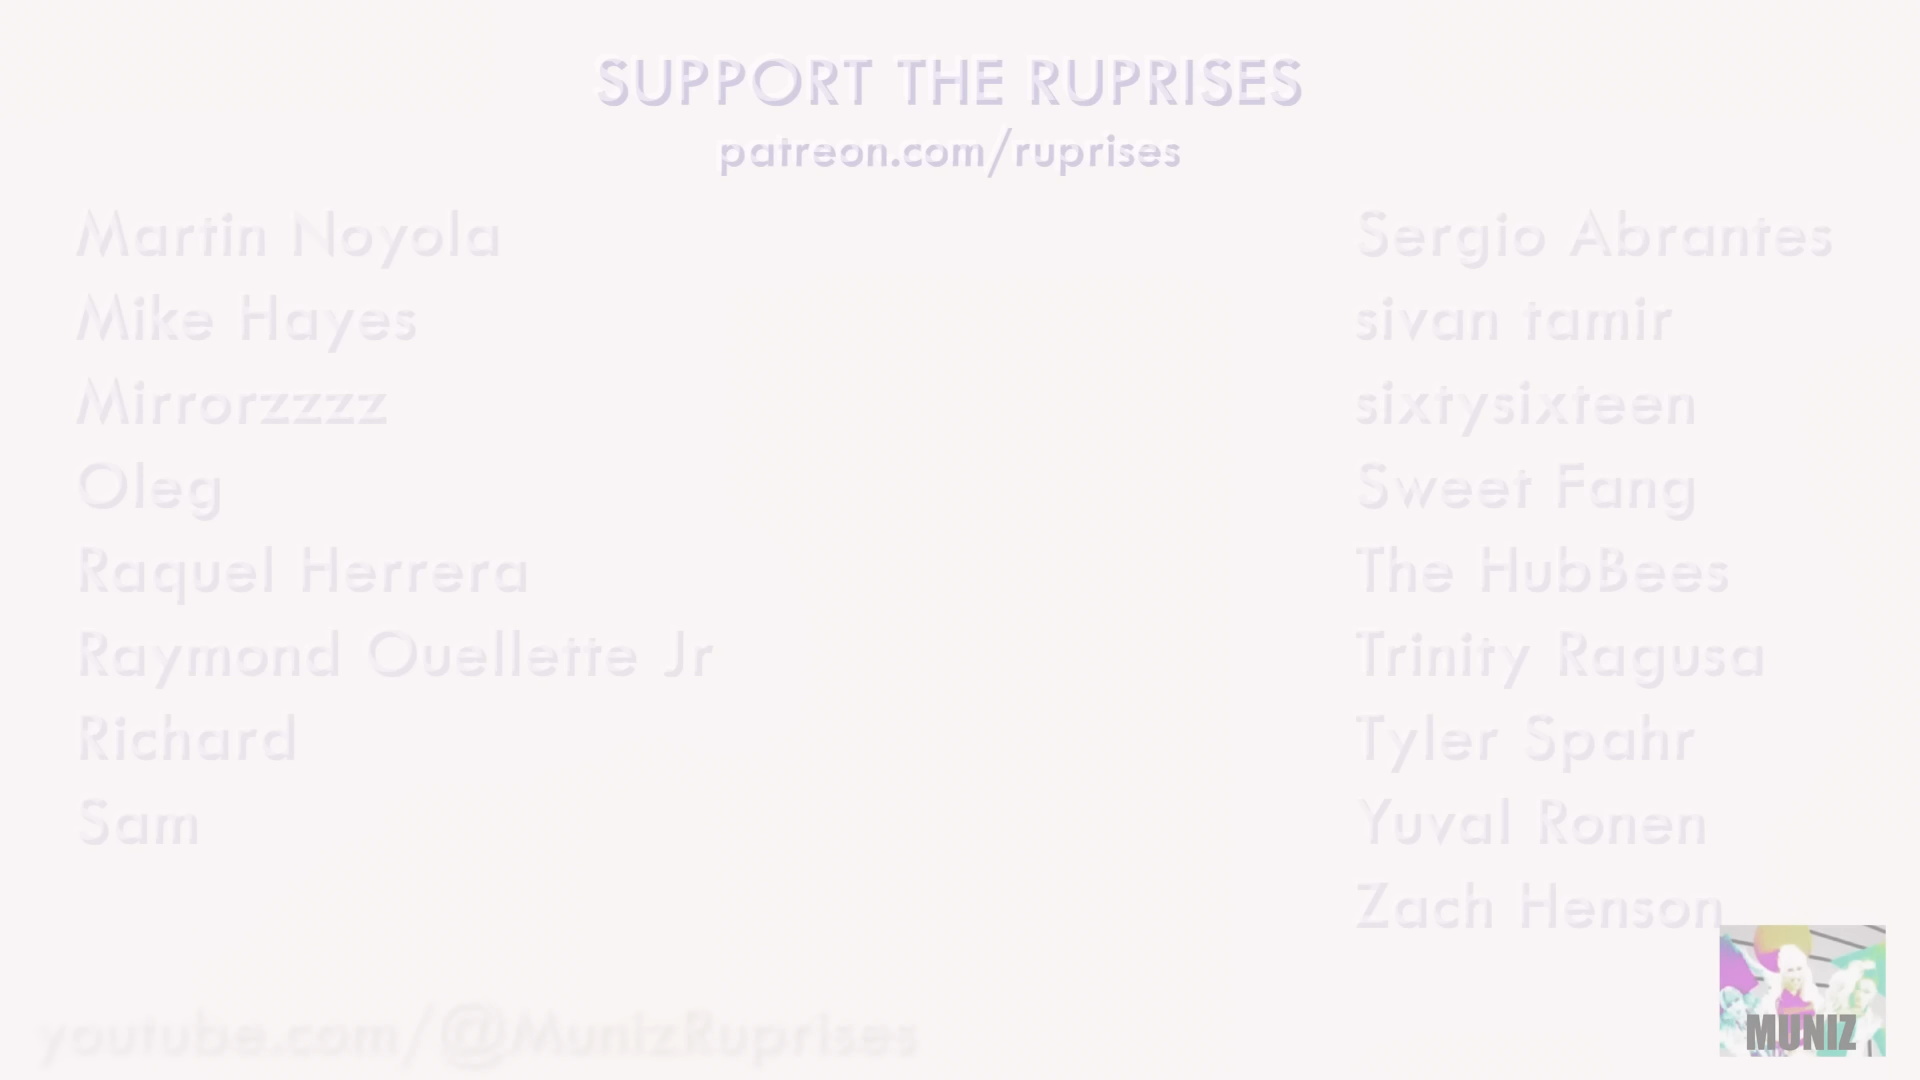 SUPPORT THE RUPRISES
patreon.com/ruprises
Martin Noyola
Mike Hayes
Mirrorzzzz
Oleg
Raquel Herrera
Raymond Ouellette Jr
Richard
Sam
Sergio Abrantes
sivan tamir
sixtysixteen
Sweet Fang
The HubBees
Trinity Ragusa
Tyler Spahr
Yuval Ronen
Zach Henson
youtube.com/@MunizRuprises
MUNIZ